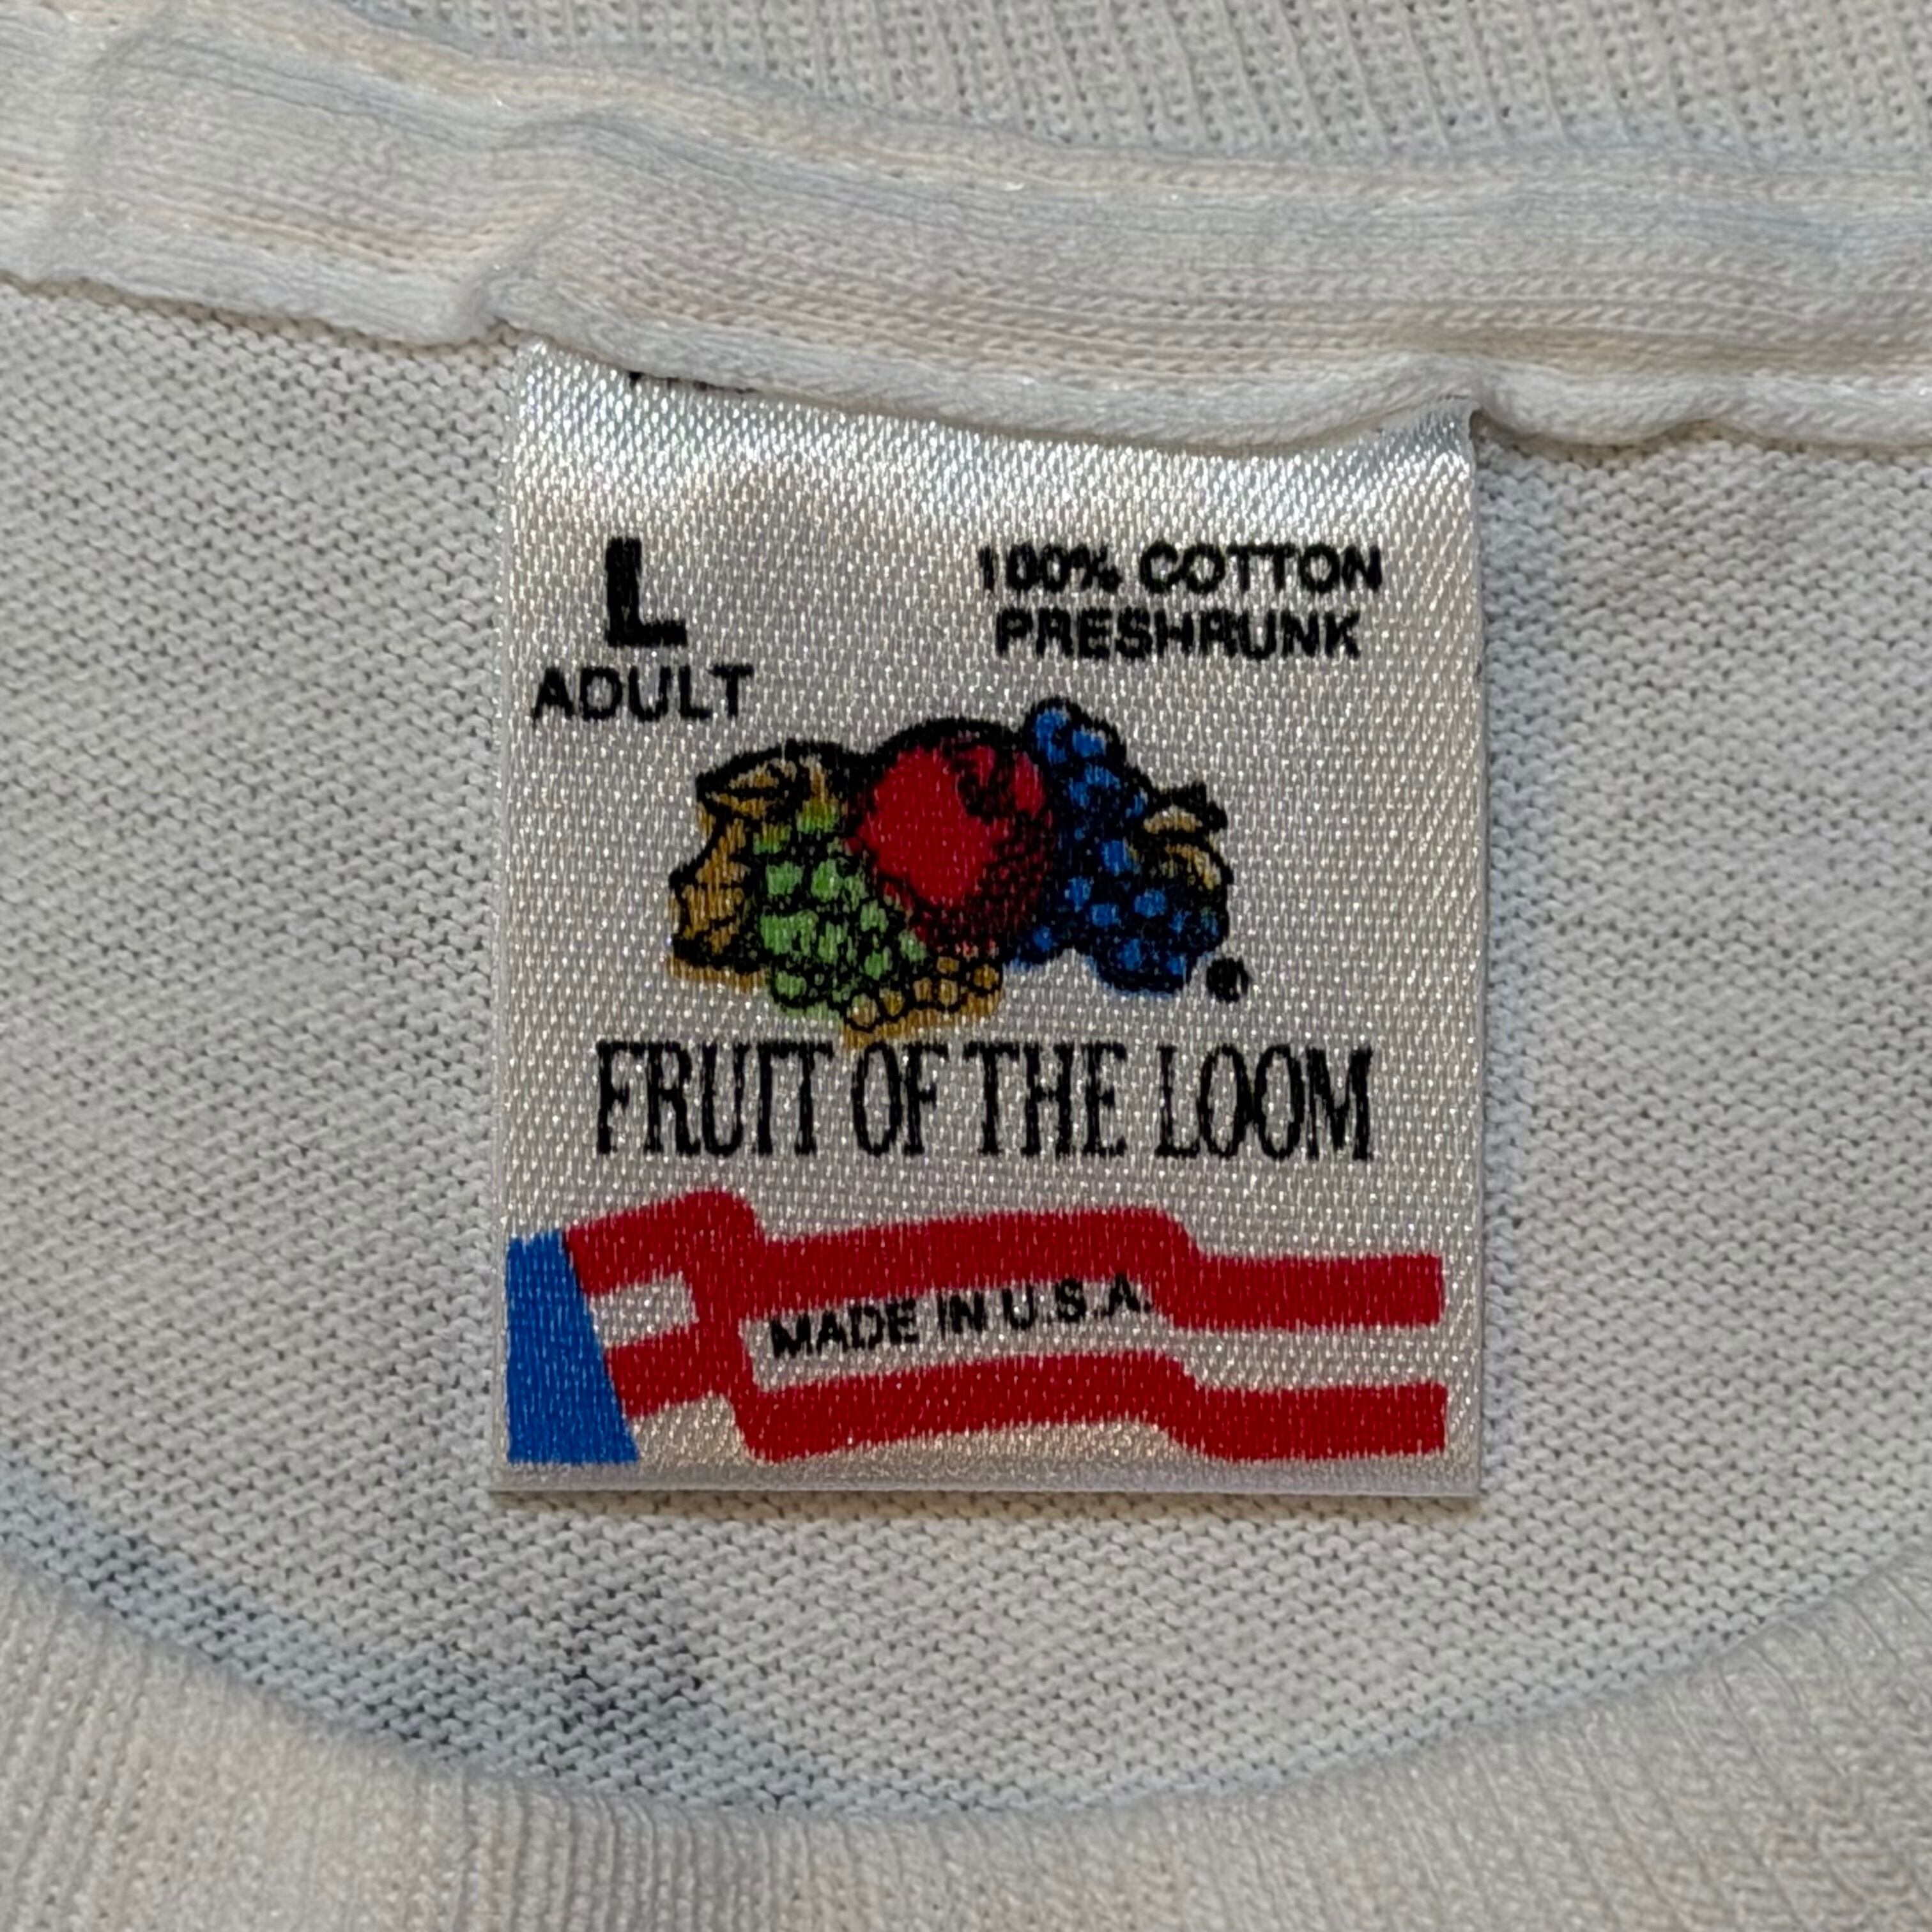 L
ADULT
100% COTTON
PRESHRUNK
®
FRUIT OF THE LOOM
MADE IN U.S.A.